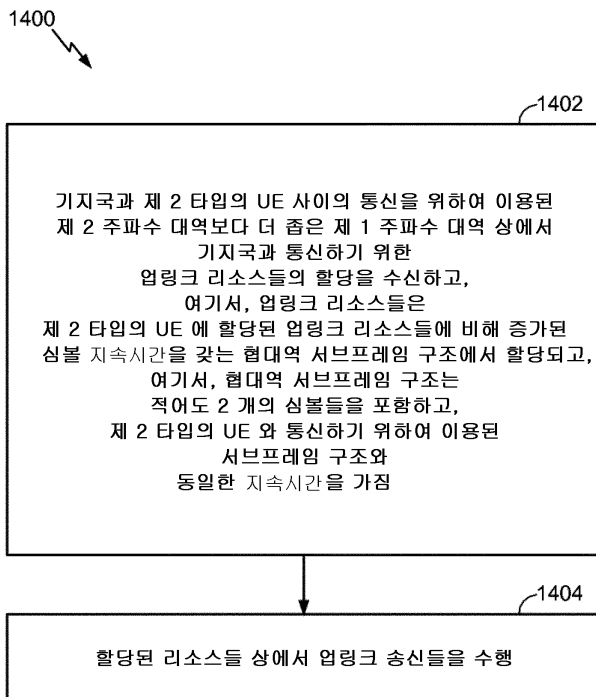 1400
1402
기지국과 제 2 타입의 UE 사이의 통신을 위하여 이용된
제 2 주파수 대역보다 더 좁은 제 1 주파수 대역 상에서
기지국과 통신하기 위한
업링크 리소스들의 할당을 수신하고,
여기서, 업링크 리소스들은
제 2 타입의 UE 에 할당된 업링크 리소스들에 비해 증가된
심볼 지속시간을 갖는 협대역 서브프레임 구조에서 할당되고,
여기서, 협대역 서브프레임 구조는
적어도 2 개의 심볼들을 포함하고,
제 2 타입의 UE 와 통신하기 위하여 이용된
서브프레임 구조와
동일한 지속시간을 가짐
1404
할당된 리소스들 상에서 업링크 송신들을 수행